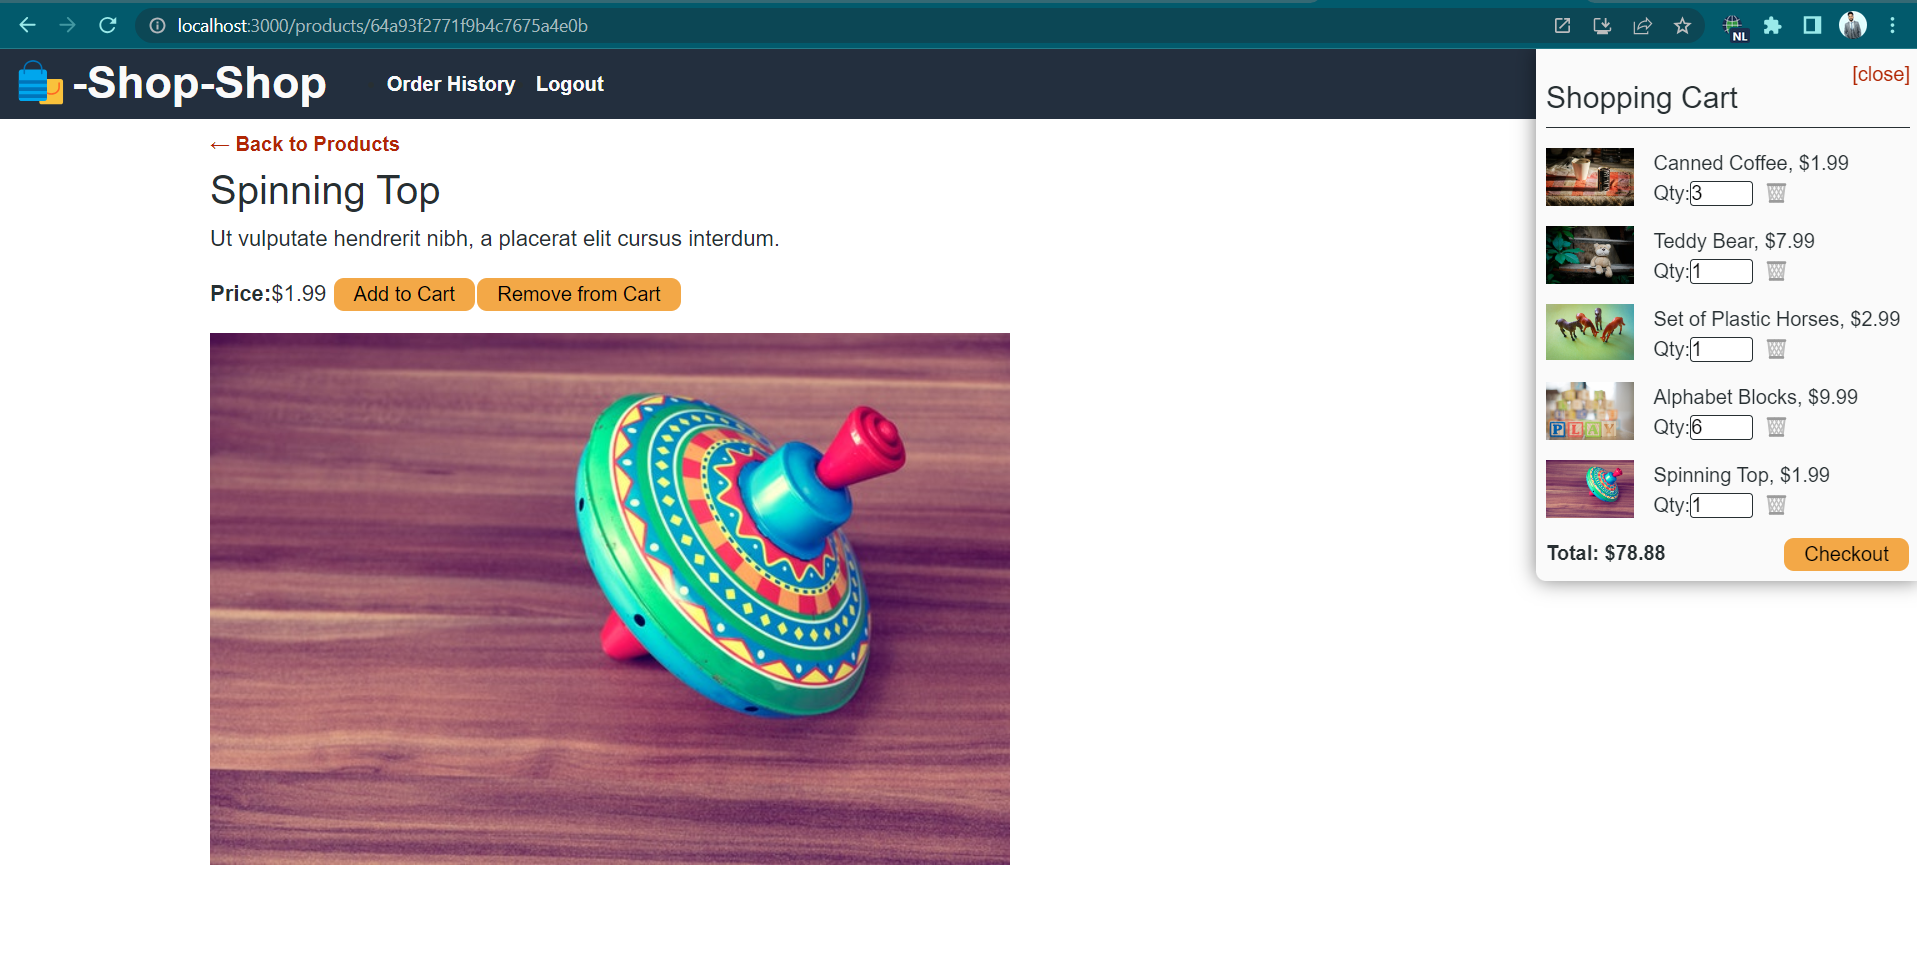 localhost:3000/products/64a93f2771f9b4c7675a4e0b
NL
-Shop-Shop
Order History
Logout
← Back to Products
Spinning Top
Ut vulputate hendrerit nibh, a placerat elit cursus interdum.
Price:$1.99
Add to Cart
Remove from Cart
[close]
Shopping Cart
Canned Coffee, $1.99
Qty:3
Teddy Bear, $7.99
Qty:1
Set of Plastic Horses, $2.99
Qty:1
PLAY
Alphabet Blocks, $9.99
Qty:6
Spinning Top, $1.99
Qty:1
Total: $78.88
Checkout